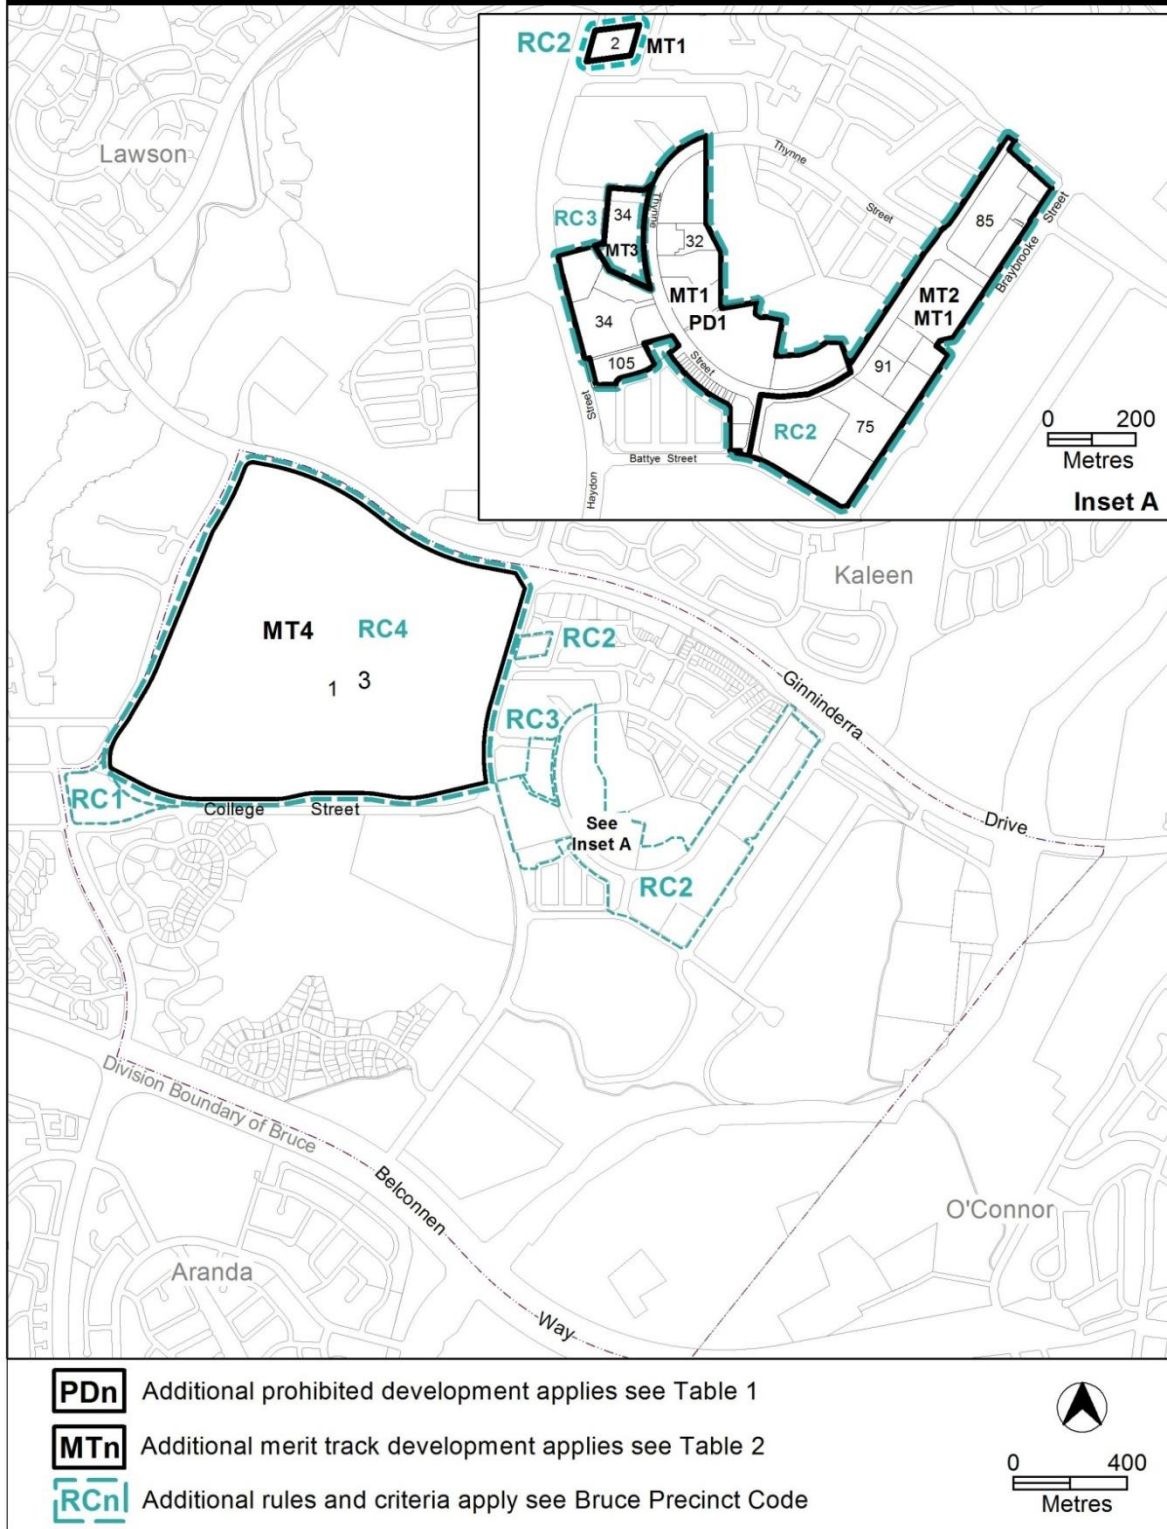 RC2
2
MT1
Lawson
Thynne
Street
RC3
34
MT3
Thynne
32
85
Braybrooke Street
MT1
PD1
MT2
MT1
34
105
Street
91
RC2
75
Haydon Street
Battye Street
0 200
Metres
Inset A
Kaleen
MT4 RC4
1 3
RC2
Ginninderra
Drive
RC3
RC1
College Street
See
Inset A
RC2
Division Boundary of Bruce
Belconnen
Way
O'Connor
Aranda
PDn Additional prohibited development applies see Table 1
MTn Additional merit track development applies see Table 2
RCn Additional rules and criteria apply see Bruce Precinct Code
0 400
Metres